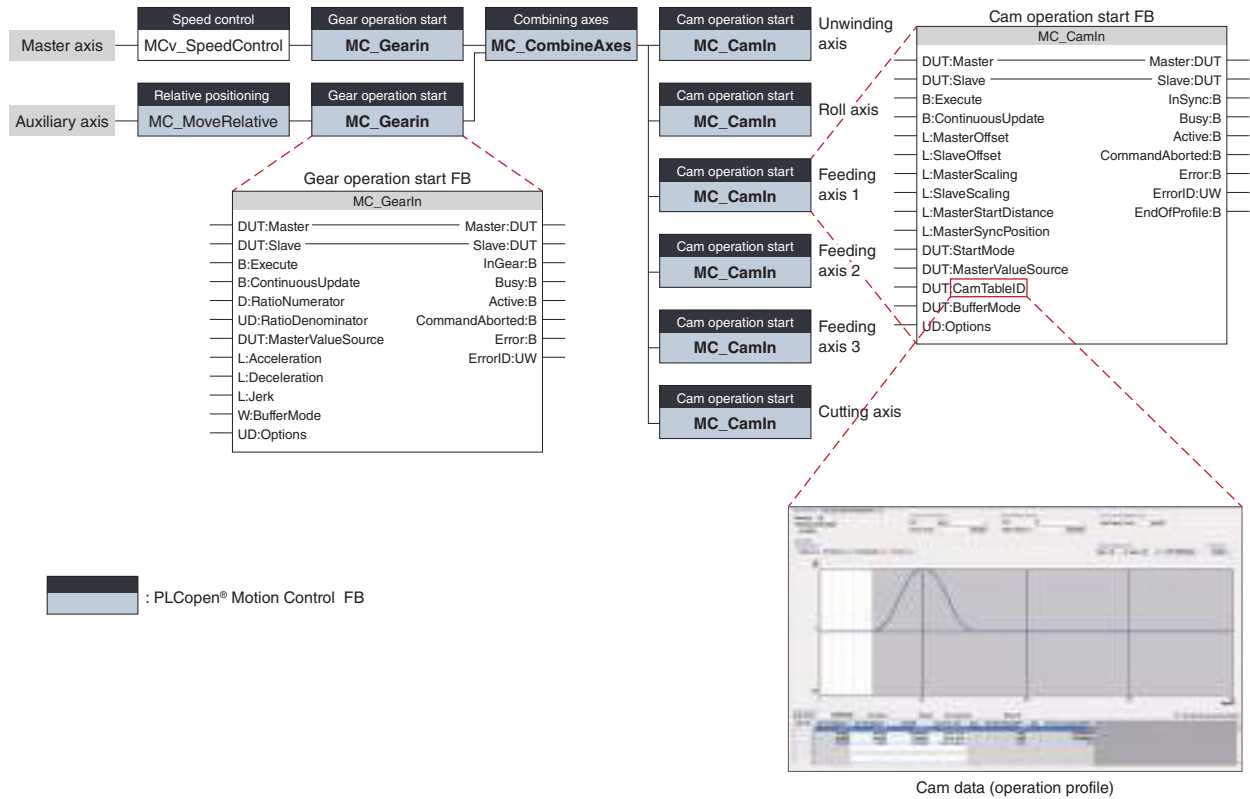 Master axis
Speed control
MCv_SpeedControl
Gear operation start
MC_Gearin
Combining axes
MC_CombineAxes
Auxiliary axis
Relative positioning
MC_MoveRelative
Gear operation start
MC_Gearin
Cam operation start
MC_CamIn
Unwinding
axis
Cam operation start
MC_CamIn
Roll axis
Cam operation start
MC_CamIn
Feeding
axis 1
Cam operation start
MC_CamIn
Feeding
axis 2
Cam operation start
MC_CamIn
Feeding
axis 3
Cam operation start
MC_CamIn
Cutting axis
Gear operation start FB
MC_GearIn
DUT:Master Master:DUT
DUT:Slave Slave:DUT
B:Execute InGear:B
B:ContinuousUpdate Busy:B
D:RatioNumerator Active:B
UD:RatioDenominator CommandAborted:B
DUT:MasterValueSource Error:B
L:Acceleration ErrorID:UW
L:Deceleration
L:Jerk
W:BufferMode
UD:Options
Cam operation start FB
MC_CamIn
DUT:Master Master:DUT
DUT:Slave Slave:DUT
B:Execute InSync:B
B:ContinuousUpdate Busy:B
L:MasterOffset Active:B
L:SlaveOffset CommandAborted:B
L:MasterScaling Error:B
L:SlaveScaling ErrorID:UW
L:MasterStartDistance EndOfProfile:B
L:MasterSyncPosition
DUT:StartMode
DUT:MasterValueSource
DUT:CamTableID
DUT:BufferMode
UD:Options
: PLCopen® Motion Control FB
Cam data (operation profile)